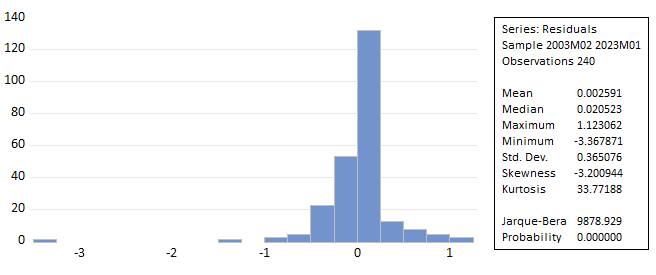 140
120
100
80
60
40
20
0
-3 -2 -1 0 1
Series: Residuals
Sample 2003M02 2023M01
Observations 240
Mean 0.002591
Median 0.020523
Maximum 1.123062
Minimum -3.367871
Std. Dev. 0.365076
Skewness -3.200944
Kurtosis 33.77188
Jarque-Bera 9878.929
Probability 0.000000